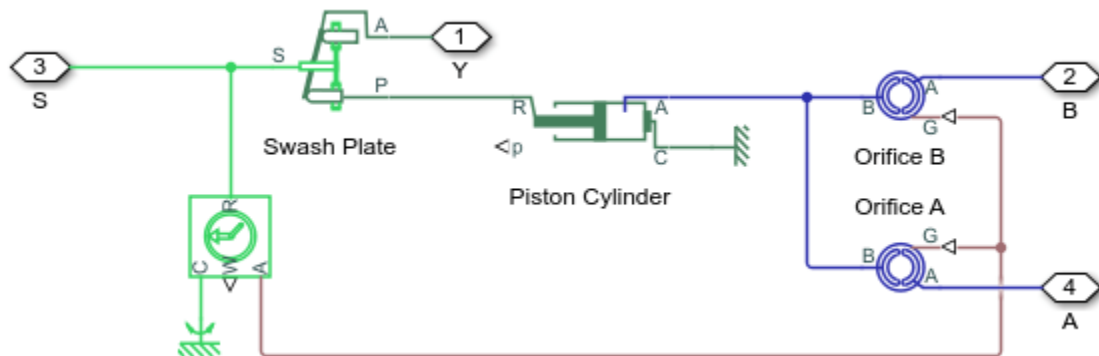 1
A
Y
S
3
S
P
R
A
2
B
A
B
G
Swash Plate
<p
C
Orifice B
Piston Cylinder
Orifice A
R
G
B
C
W
A
A
4
A